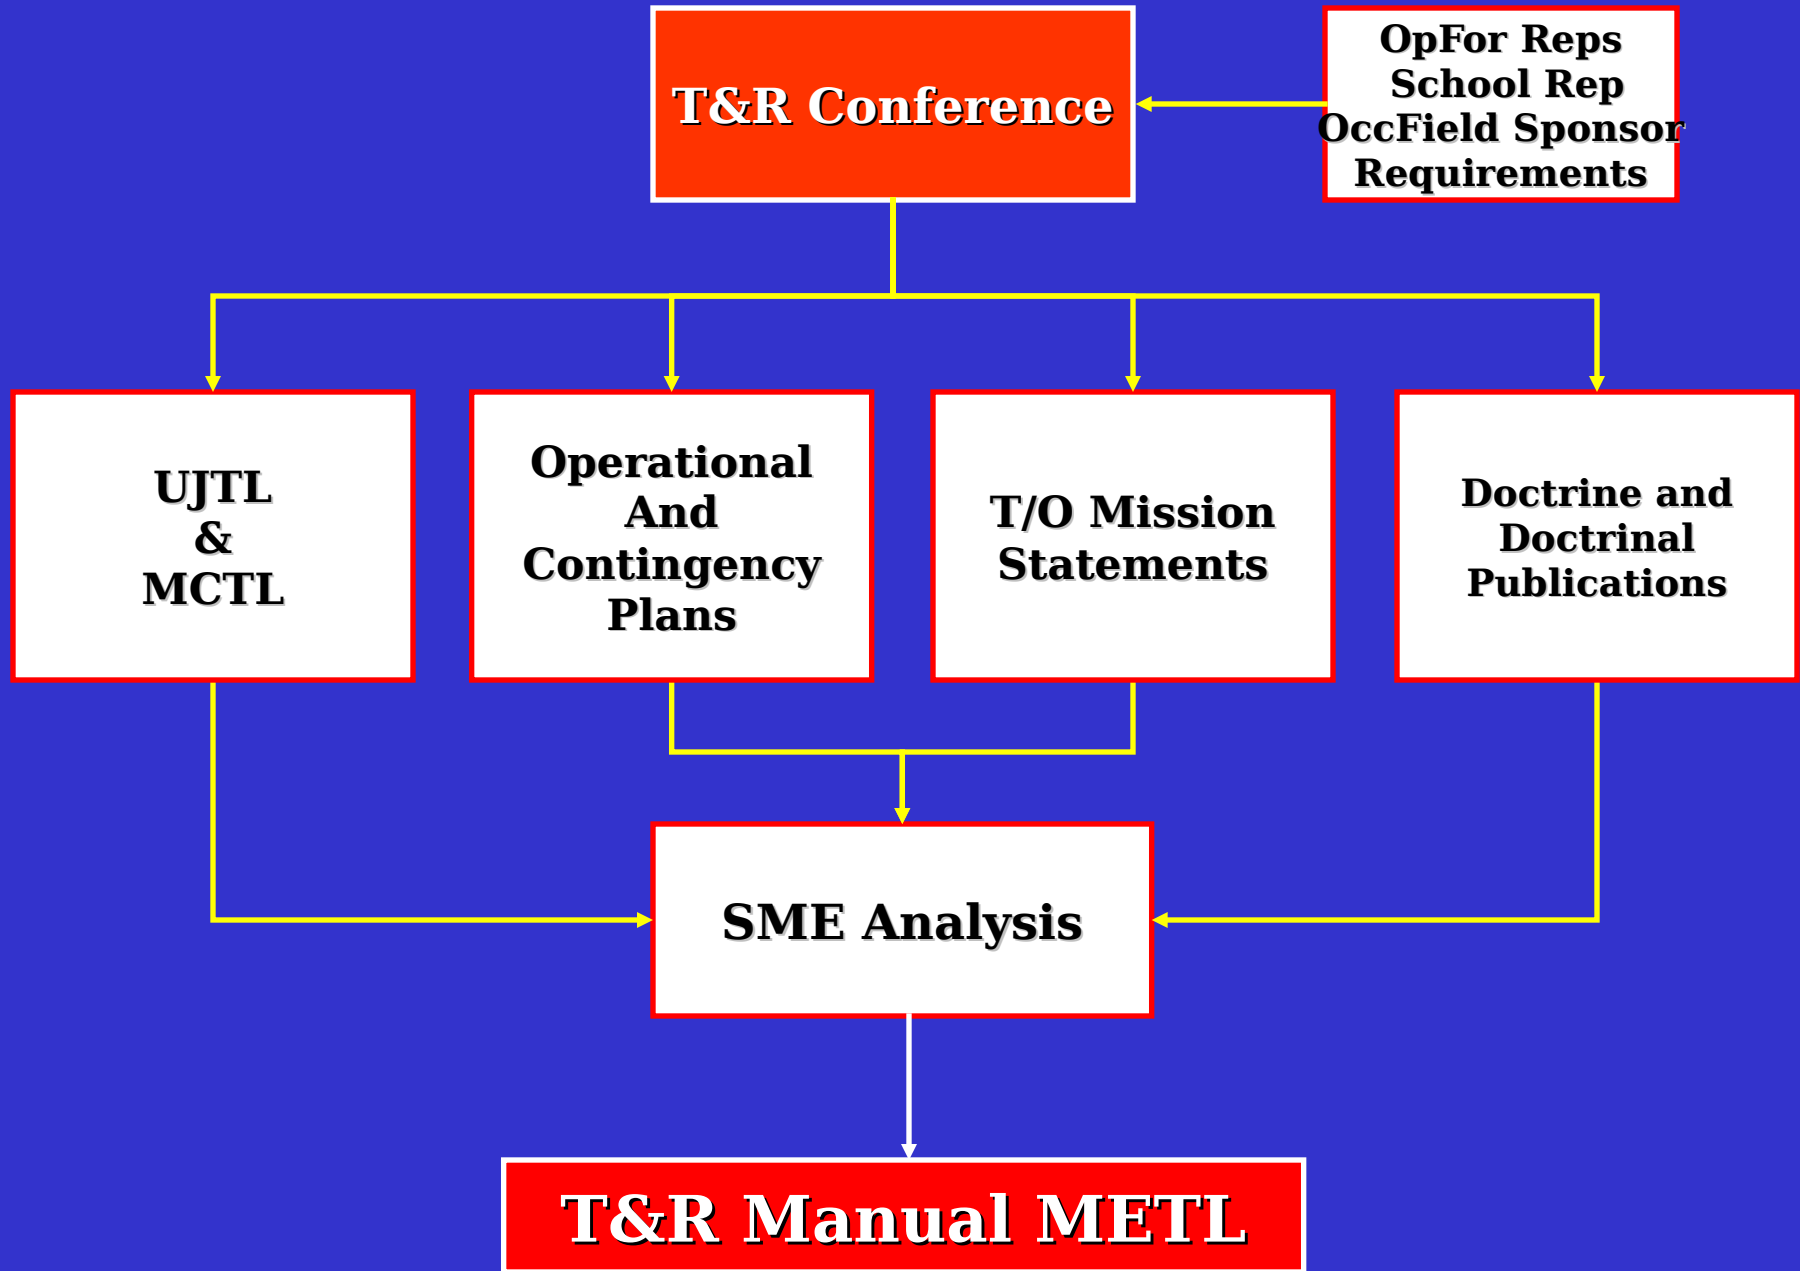 T&R Conference
OpFor Reps
School Rep
OccField Sponsor
Requirements
UJTL
&
MCTL
Operational
And
Contingency
Plans
T/O Mission
Statements
Doctrine and
Doctrinal
Publications
SME Analysis
T&R Manual METL